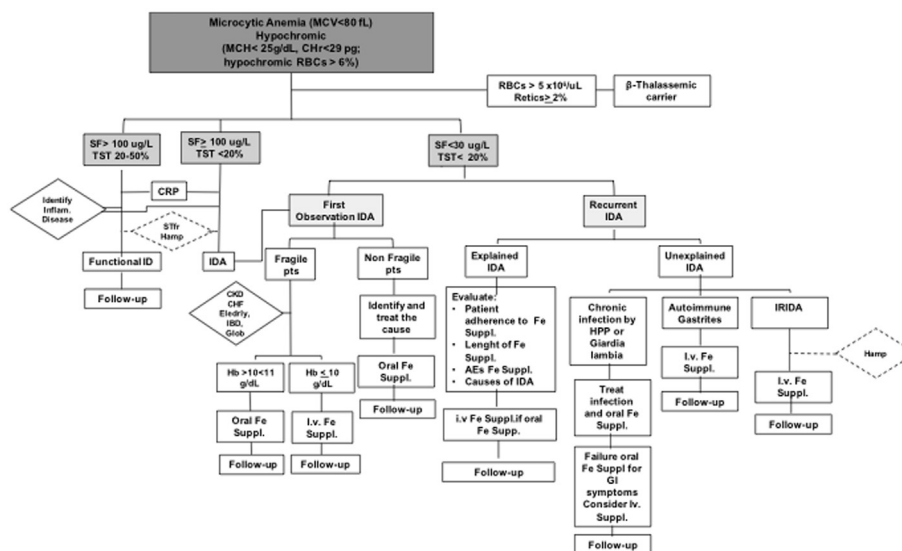 Microcytic Anemia (MCV<80 fL)
Hypochromic
(MCH< 25g/dL, CHr<29 pg;
hypochromic RBCs > 6%)
RBCs > 5 x10⁶/uL
Retics≥ 2%
β-Thalassemic
carrier
SF> 100 ug/L
TST 20-50%
SF≥ 100 ug/L
TST <20%
SF<30 ug/L
TST< 20%
CRP
Identify
Inflam.
Disease
STfr
Hamp
Functional ID
Follow-up
IDA
First
Observation IDA
Recurrent
IDA
Fragile
pts
Non Fragile
pts
CKD
CHF
Eledrly,
IBD,
Glob
Identify and
treat the
cause
Oral Fe
Suppl.
Follow-up
Hb >10<11
g/dL
Hb ≤ 10
g/dL
Oral Fe
Suppl.
I.v. Fe
Suppl.
Follow-up
Follow-up
Explained
IDA
Evaluate:
• Patient
adherence to Fe
Suppl.
• Lenght of Fe
Suppl.
• AEs Fe Suppl.
• Causes of IDA
i.v Fe Suppl.if oral
Fe Supp.
Follow-up
Unexplained
IDA
Chronic
infection by
HPP or
Giardia
lambia
Treat
infection
and oral Fe
Suppl.
Failure oral
Fe Suppl for
GI
symptoms
Consider Iv.
Suppl.
Follow-up
Autoimmune
Gastrites
I.v. Fe
Suppl.
Follow-up
IRIDA
Hamp
I.v. Fe
Suppl.
Follow-up